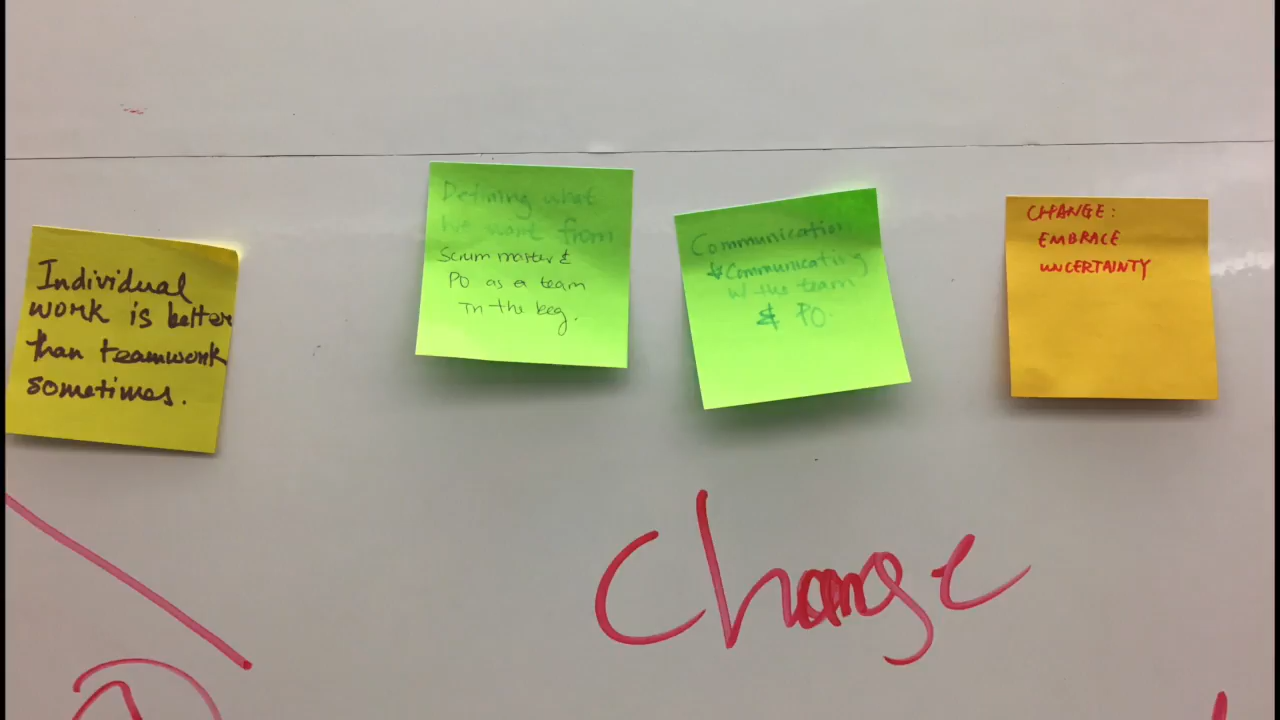 Individual
work is better
than teamwork
sometimes.
Defining what
we want from
Scrum master &
PO as a team
in the beg.
Communication
*Communicating
w/ the team
& PO.
CHANGE:
EMBRACE
UNCERTAINTY
Change